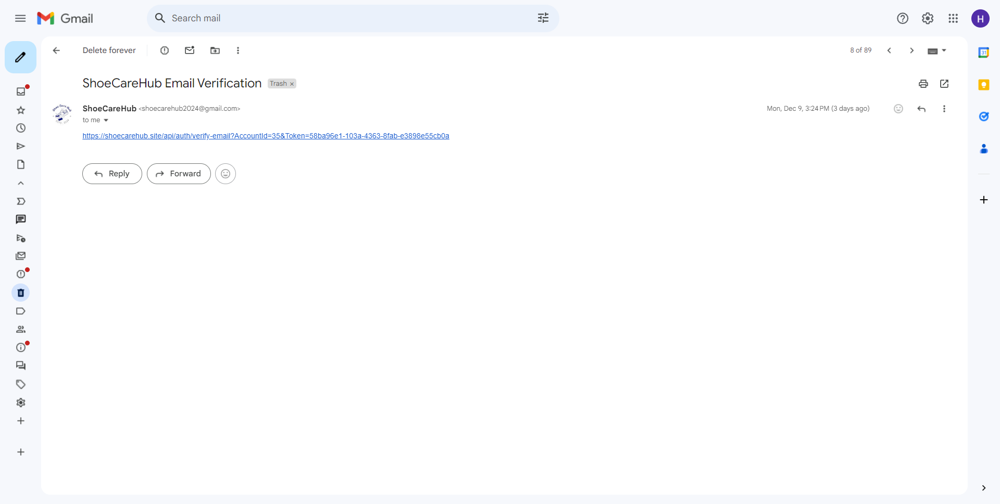 Gmail
Search mail
H
Delete forever
8 of 89
31
ShoeCareHub Email Verification
Trash ×
ShoeCareHub <shoecarehub2024@gmail.com>
Mon, Dec 9, 3:24 PM (3 days ago)
to me
https://shoecarehub.site/api/auth/verify-email?AccountId=35&Token=58ba96e1-103a-4363-8fab-e3898e55cb0a
Reply
Forward